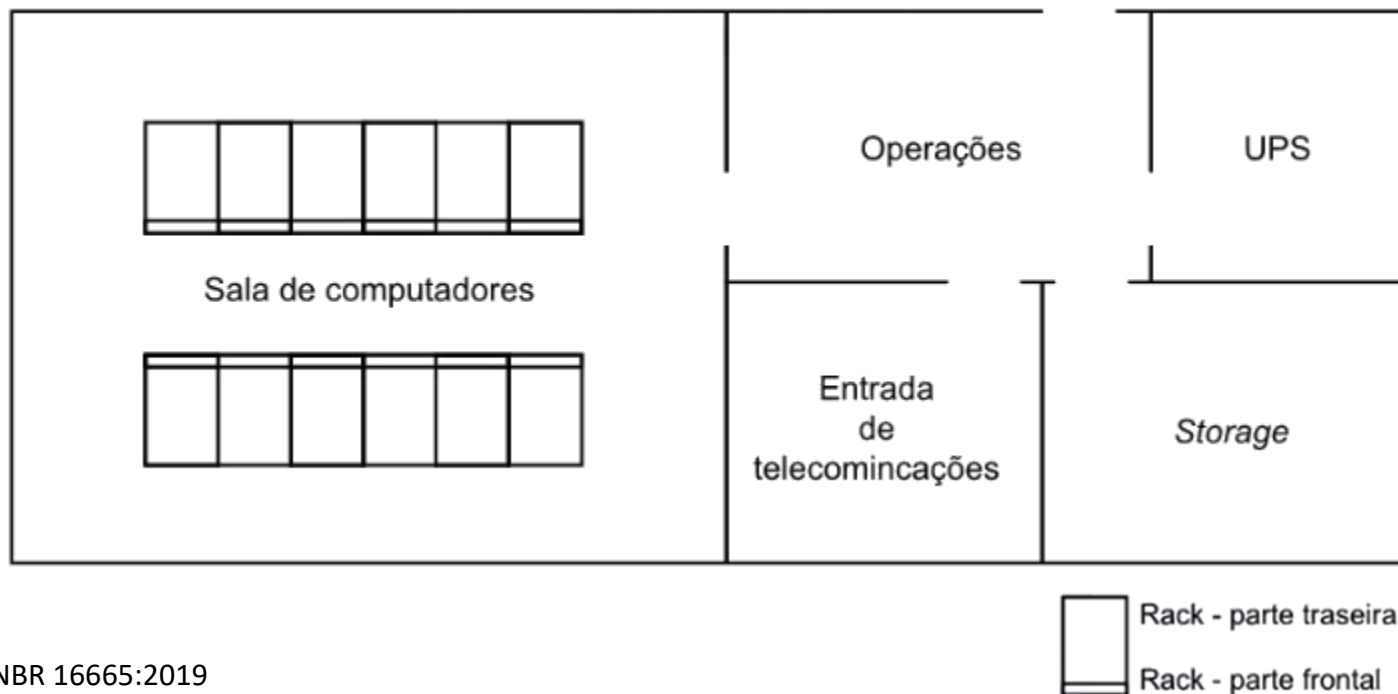 Operações
UPS
Sala de computadores
Entrada
de
telecomincações
Storage
Rack - parte traseira
Rack - parte frontal
NBR 16665:2019